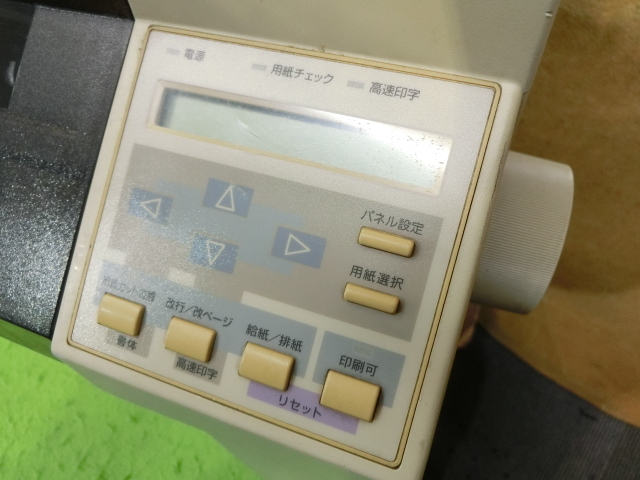 電源
用紙チェック
高速印字
パネル設定
用紙選択
改行/改ページ
給紙/排紙
印刷可
書体
高速印字
リセット